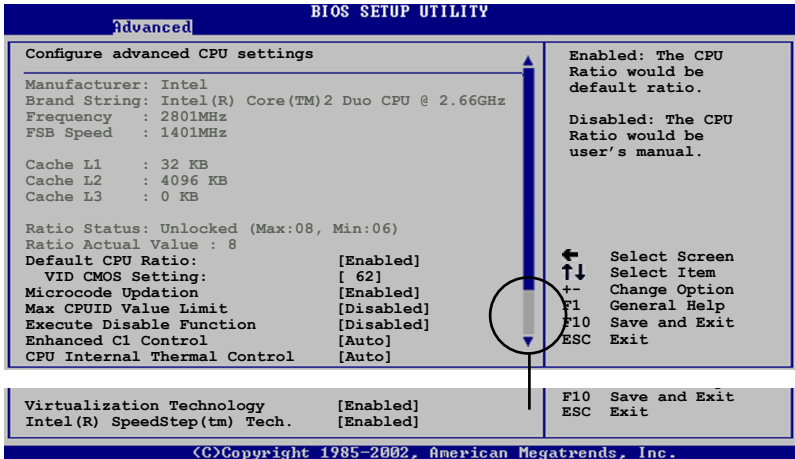 BIOS SETUP UTILITY
Advanced
Configure advanced CPU settings
Manufacturer: Intel
Brand String: Intel(R) Core(TM)2 Duo CPU @ 2.66GHz
Frequency : 2801MHz
FSB Speed : 1401MHz
Cache L1 : 32 KB
Cache L2 : 4096 KB
Cache L3 : 0 KB
Ratio Status: Unlocked (Max:08, Min:06)
Ratio Actual Value : 8
Default CPU Ratio: [Enabled]
VID CMOS Setting: [ 62]
Microcode Updation [Enabled]
Max CPUID Value Limit [Disabled]
Execute Disable Function [Disabled]
Enhanced C1 Control [Auto]
CPU Internal Thermal Control [Auto]
Enabled: The CPU
Ratio would be
default ratio.
Disabled: The CPU
Ratio would be
user's manual.
← Select Screen
↑↓ Select Item
+- Change Option
F1 General Help
F10 Save and Exit
ESC Exit
Virtualization Technology [Enabled]
Intel(R) SpeedStep(tm) Tech. [Enabled]
F10 Save and Exit
ESC Exit
(C)Copyright 1985-2002, American Megatrends, Inc.